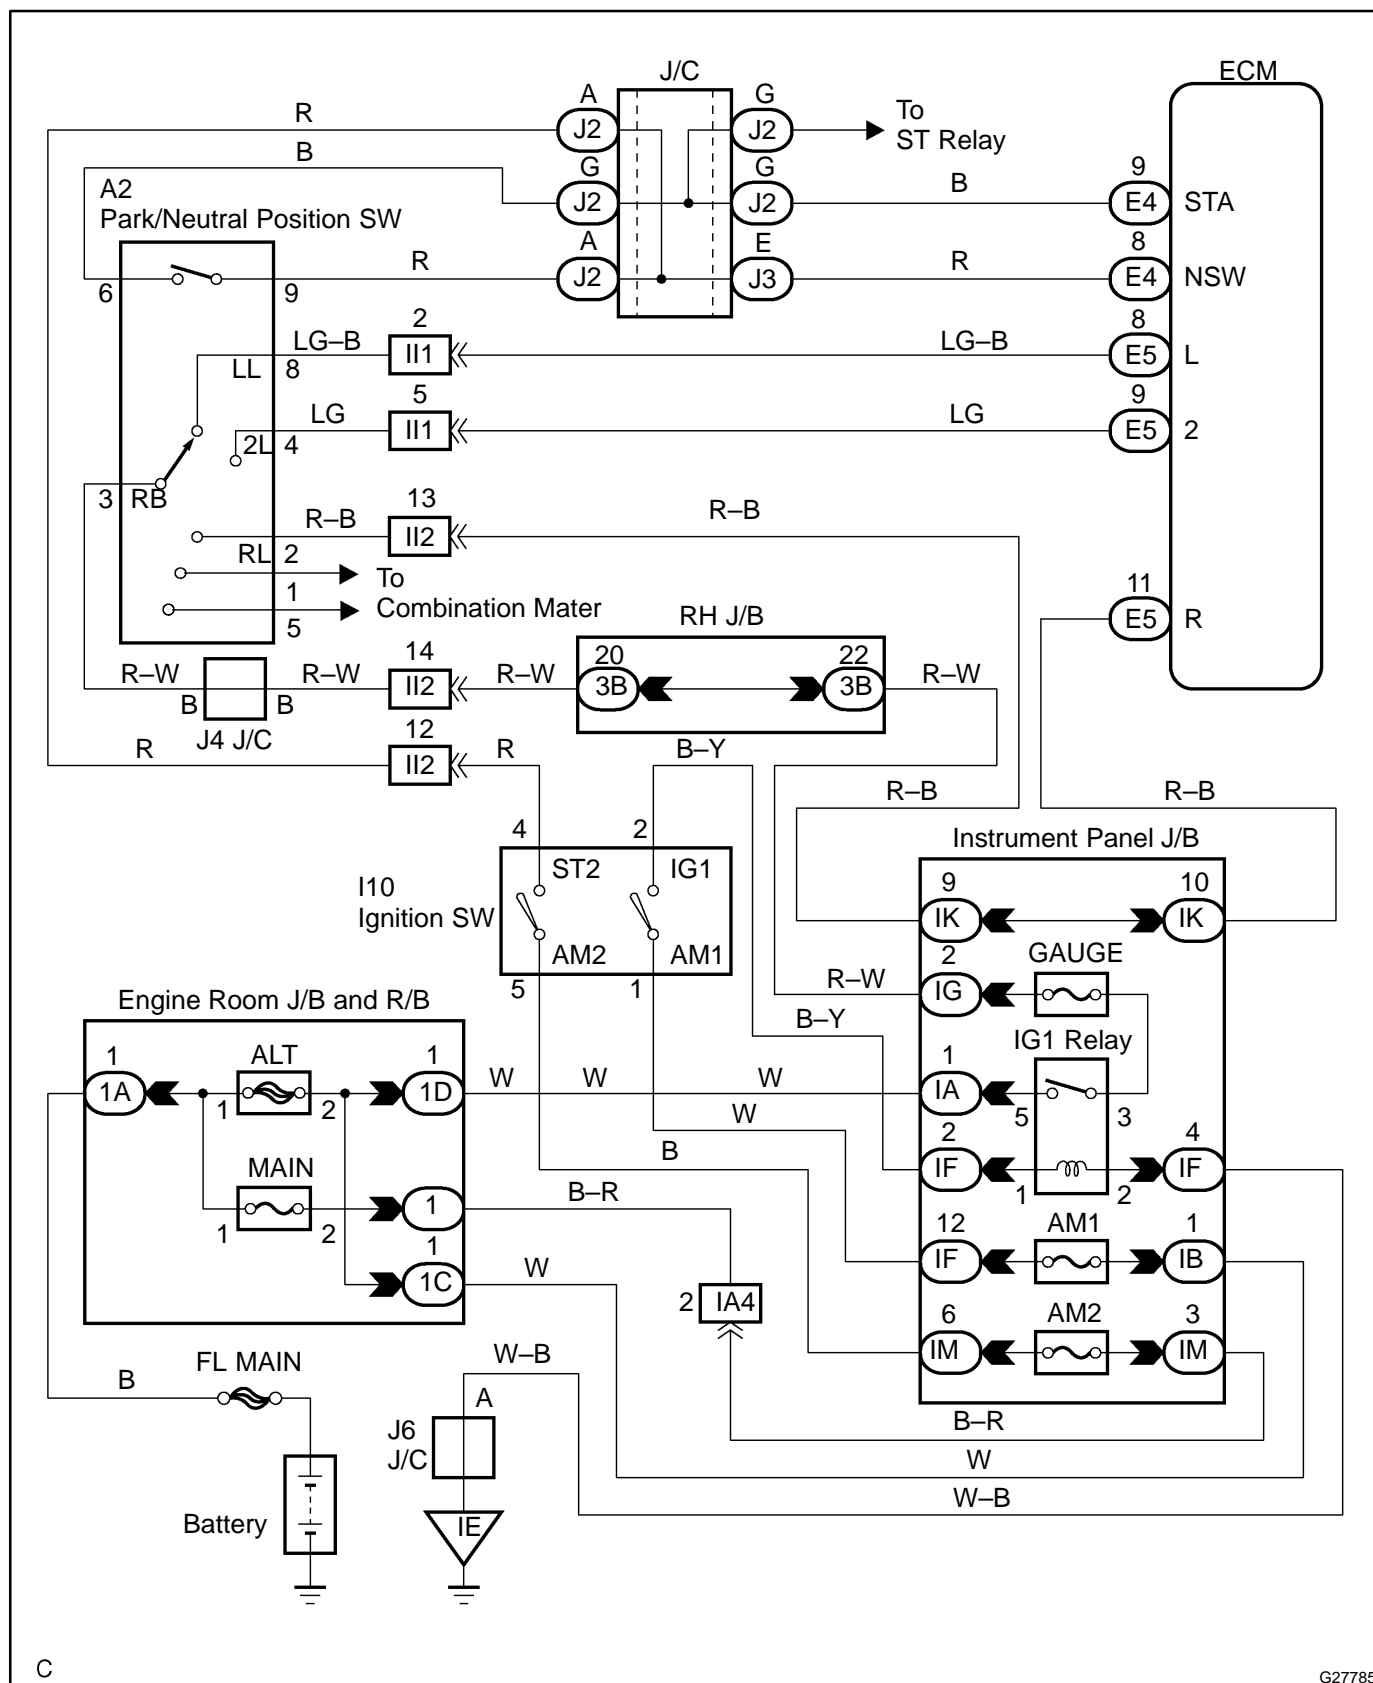 J/C
ECM
A
G
R
J2
J2
To
ST Relay
B
G
G
9
A2
J2
J2
B
E4
STA
Park/Neutral Position SW
A
E
8
R
J2
J3
R
E4
NSW
6
9
2
8
LG–B
II1
LG–B
E5
L
LL
8
5
9
LG
II1
LG
E5
2
2L
4
3
RB
13
R–B
II2
R–B
RL
2
To
Combination Mater
1
5
11
E5
R
RH J/B
14
20
22
R–W
R–W
II2
R–W
3B
3B
R–W
B
B
J4 J/C
12
R
II2
R
B–Y
R–B
R–B
4
2
Instrument Panel J/B
I10
Ignition SW
ST2
IG1
9
10
IK
IK
AM2
AM1
2
GAUGE
5
1
R–W
IG
Engine Room J/B and R/B
B–Y
IG1 Relay
1
ALT
1
1
1A
1D
W
W
W
IA
1
2
5
3
W
2
4
MAIN
B
IF
IF
1
B–R
1
2
1
2
12
AM1
1
1
1C
W
IF
IB
2
IA4
6
AM2
3
IM
IM
FL MAIN
W–B
B
A
B–R
J6
J/C
W
W–B
Battery
IE
C
G27785